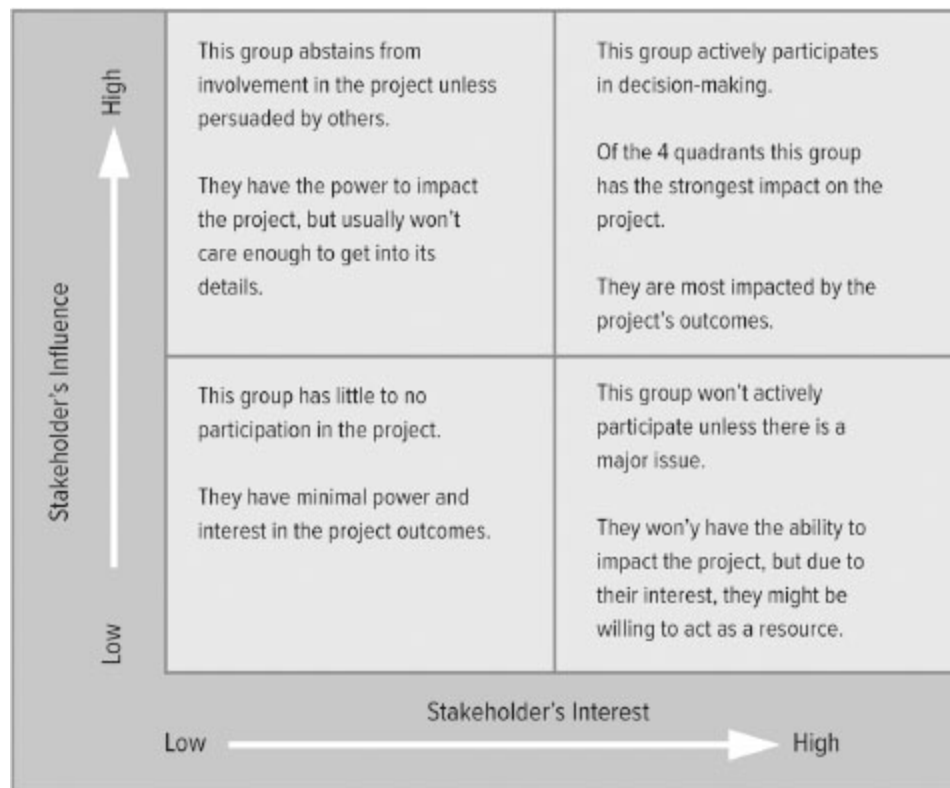 High
Stakeholder's Influence
Low
This group abstains from
involvement in the project unless
persuaded by others.
They have the power to impact
the project, but usually won't
care enough to get into its
details.
This group actively participates
in decision-making.
Of the 4 quadrants this group
has the strongest impact on the
project.
They are most impacted by the
project's outcomes.
This group has little to no
participation in the project.
They have minimal power and
interest in the project outcomes.
This group won't actively
participate unless there is a
major issue.
They won'y have the ability to
impact the project, but due to
their interest, they might be
willing to act as a resource.
Stakeholder's Interest
Low
High